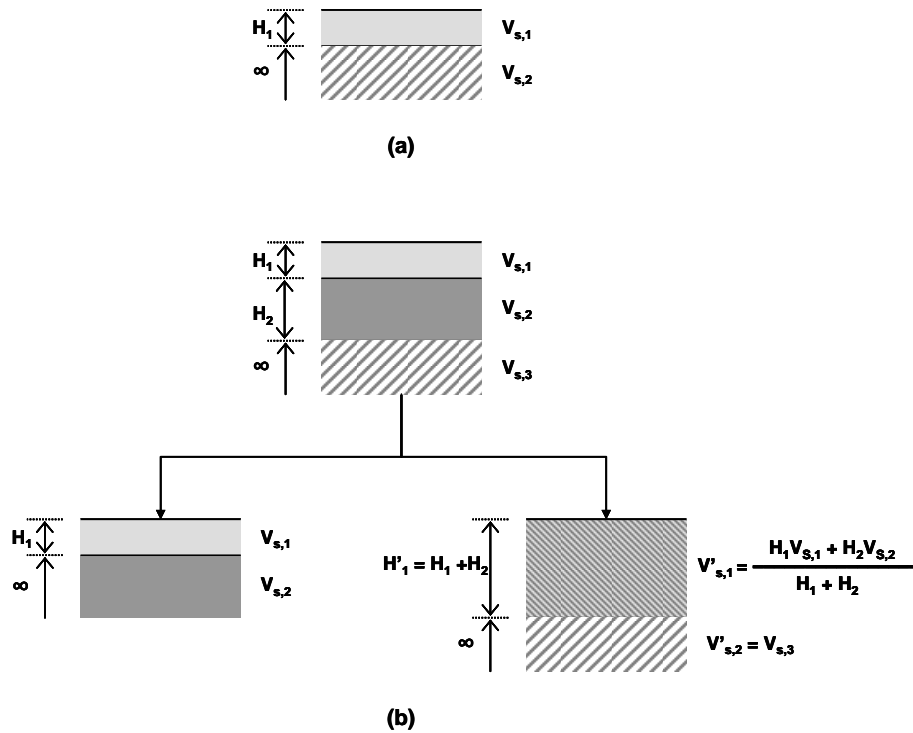 H1
Vs,1
∞
Vs,2
(a)
H1
Vs,1
H2
Vs,2
∞
Vs,3
H1
Vs,1
∞
Vs,2
H'1 = H1 +H2
V's,1 = H1VS,1 + H2VS,2
H1 + H2
∞
V's,2 = Vs,3
(b)